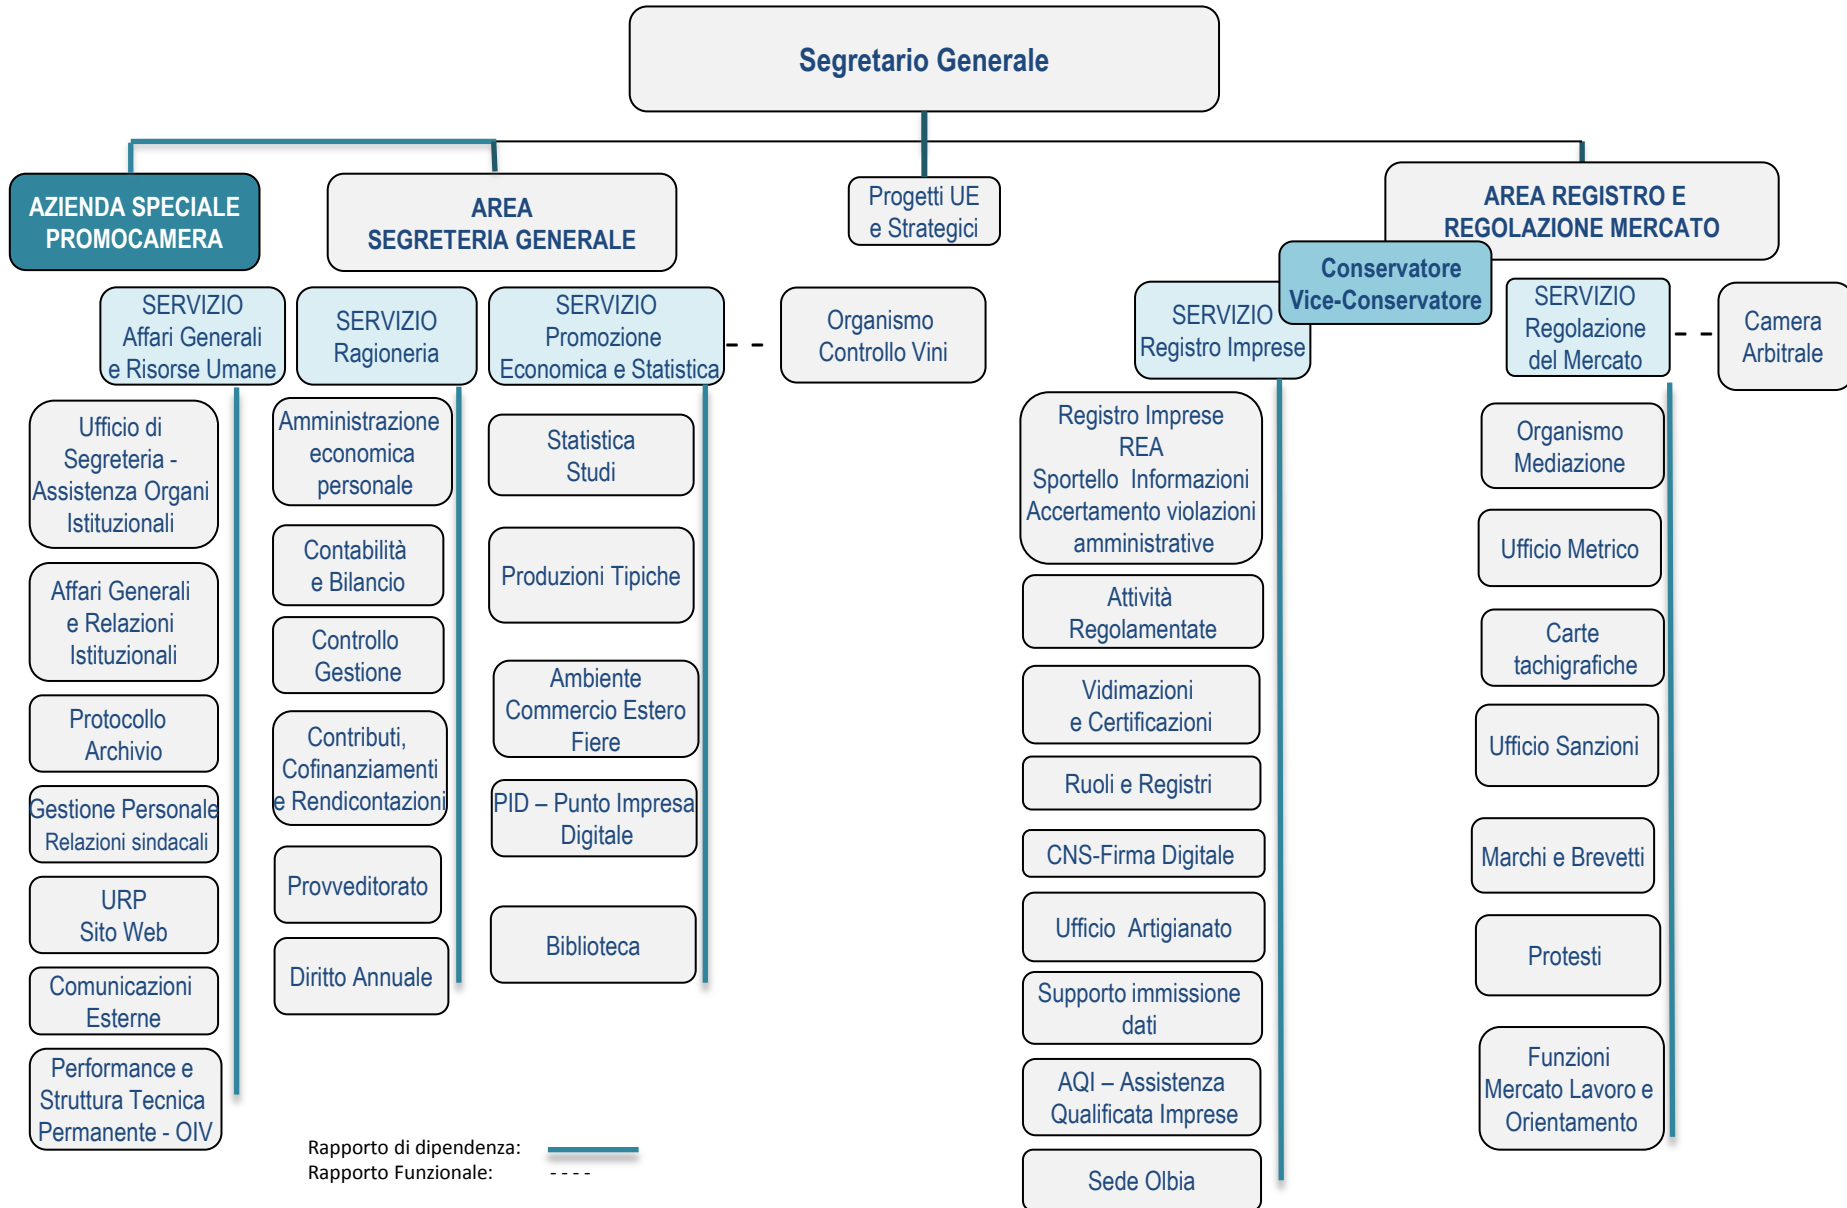 Segretario Generale
AZIENDA SPECIALE
PROMOCAMERA
AREA
SEGRETERIA GENERALE
Progetti UE
e Strategici
AREA REGISTRO E
REGOLAZIONE MERCATO
Conservatore
Vice-Conservatore
SERVIZIO
Affari Generali
e Risorse Umane
SERVIZIO
Ragioneria
SERVIZIO
Promozione
Economica e Statistica
Organismo
Controllo Vini
SERVIZIO
Registro Imprese
SERVIZIO
Regolazione
del Mercato
Camera
Arbitrale
Ufficio di
Segreteria -
Assistenza Organi
Istituzionali
Affari Generali
e Relazioni
Istituzionali
Protocollo
Archivio
Gestione Personale
Relazioni sindacali
URP
Sito Web
Comunicazioni
Esterne
Performance e
Struttura Tecnica
Permanente - OIV
Amministrazione
economica
personale
Contabilità
e Bilancio
Controllo
Gestione
Contributi,
Cofinanziamenti
e Rendicontazioni
Provveditorato
Diritto Annuale
Statistica
Studi
Produzioni Tipiche
Ambiente
Commercio Estero
Fiere
PID – Punto Impresa
Digitale
Biblioteca
Registro Imprese
REA
Sportello Informazioni
Accertamento violazioni
amministrative
Attività
Regolamentate
Vidimazioni
e Certificazioni
Ruoli e Registri
CNS-Firma Digitale
Ufficio Artigianato
Supporto immissione
dati
AQI – Assistenza
Qualificata Imprese
Sede Olbia
Organismo
Mediazione
Ufficio Metrico
Carte
tachigrafiche
Ufficio Sanzioni
Marchi e Brevetti
Protesti
Funzioni
Mercato Lavoro e
Orientamento
Rapporto di dipendenza:
Rapporto Funzionale: - - - -